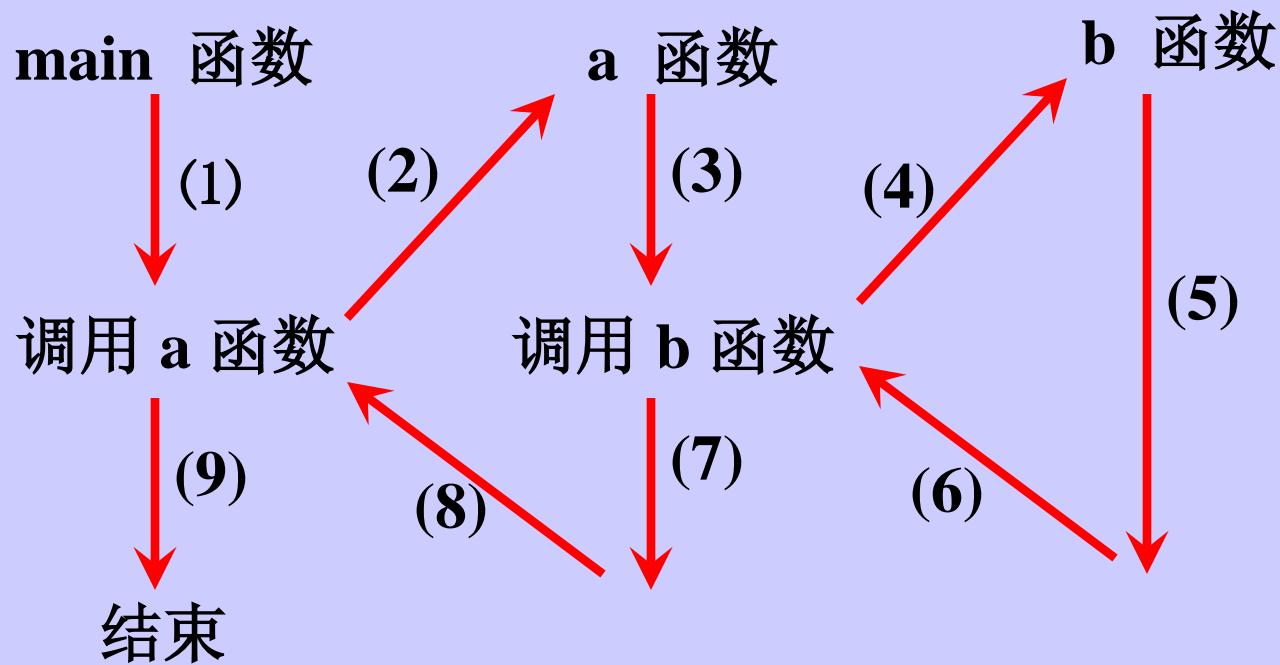 main 函数
a 函数
b 函数
(1)
(2)
(3)
(4)
(5)
调用 a 函数
调用 b 函数
(9)
(8)
(7)
(6)
结束